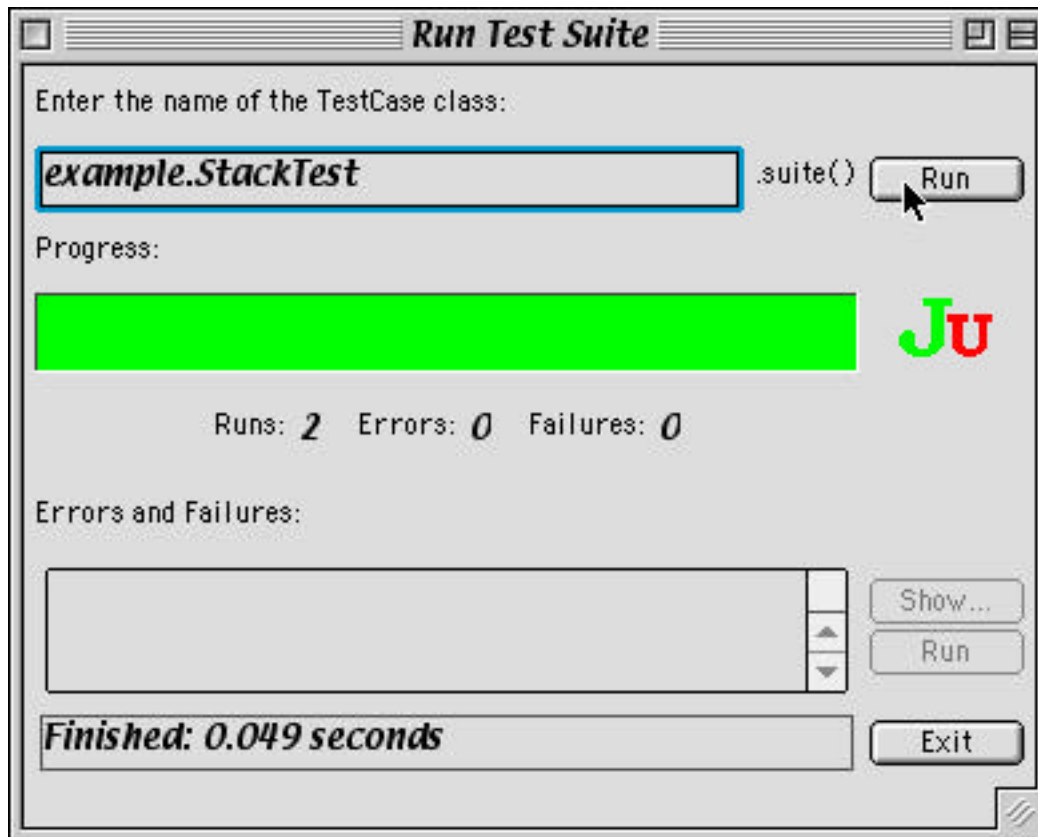 Run Test Suite
Enter the name of the TestCase class:
example.StackTest .suite() Run
Progress:
JU
Runs: 2 Errors: 0 Failures: 0
Errors and Failures:
Show...
Run
Finished: 0.049 seconds Exit